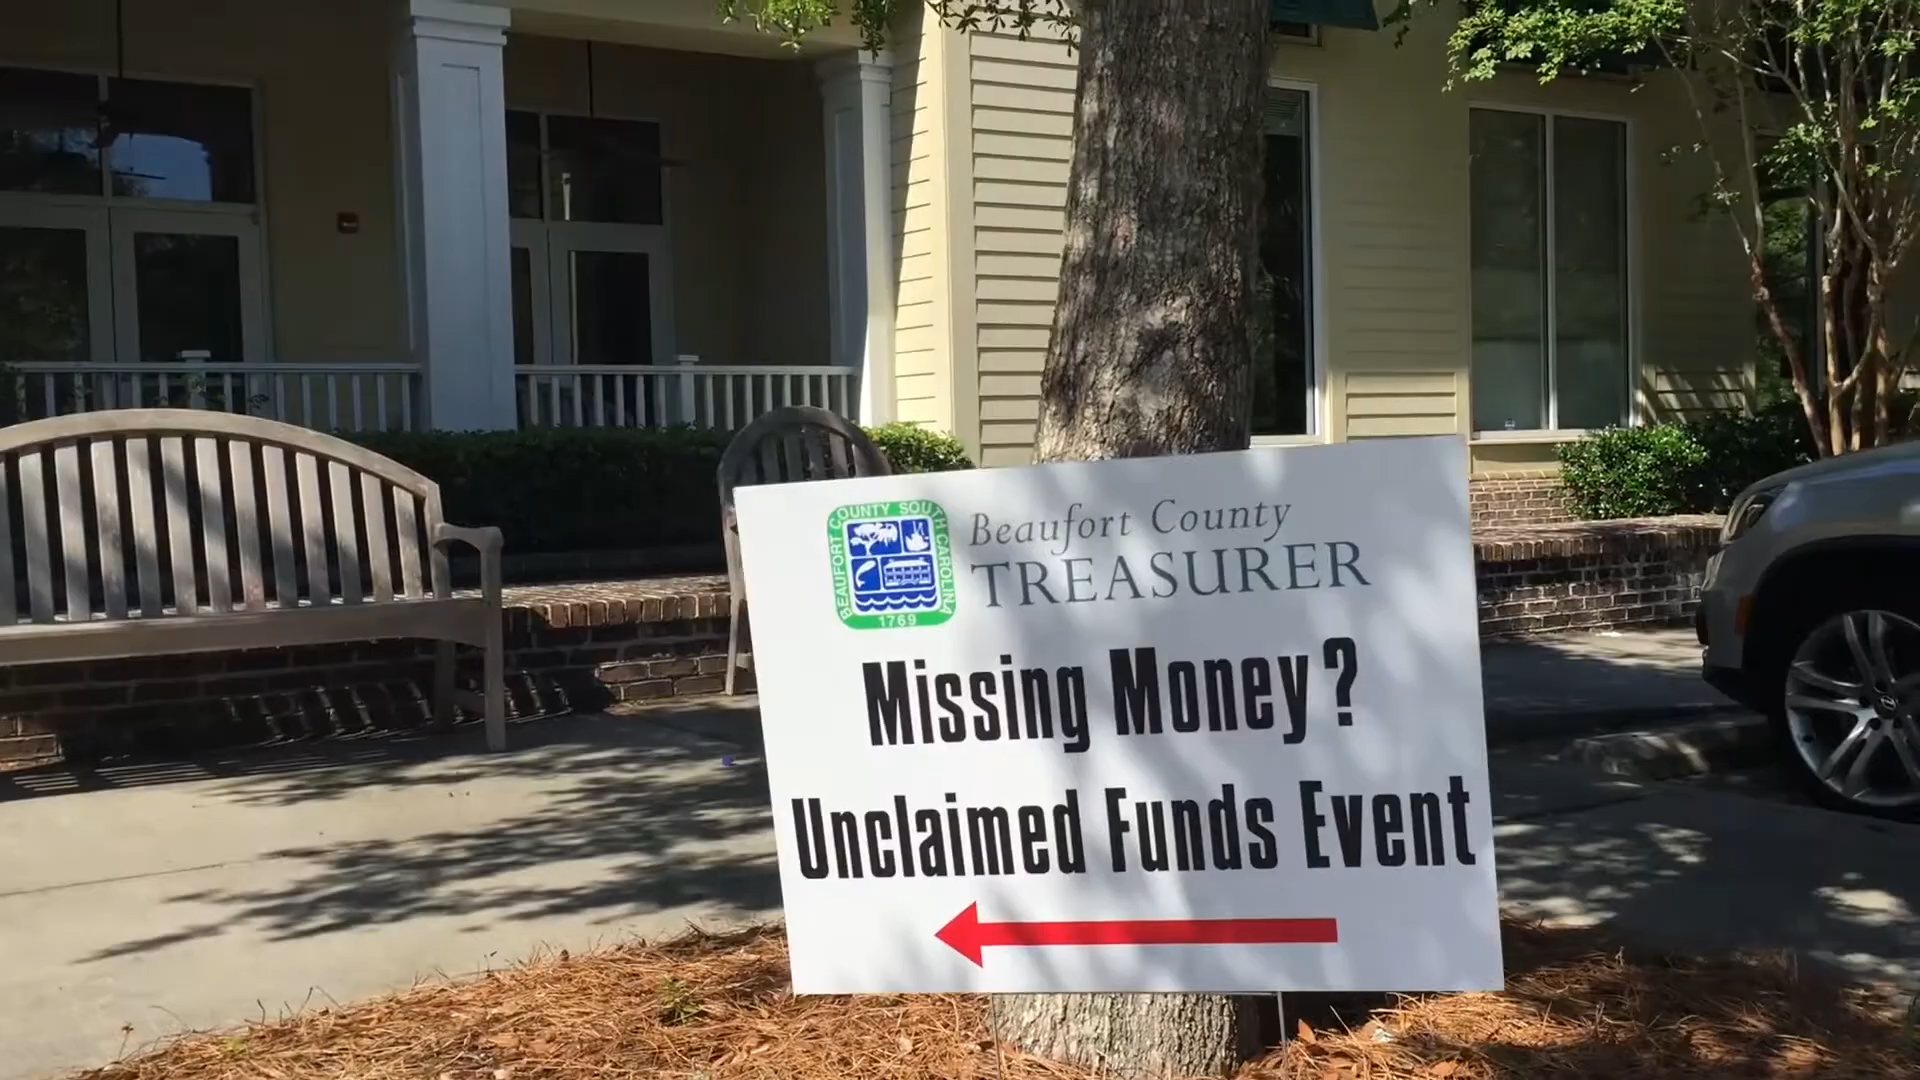 BEAUFORT COUNTY SOUTH CAROLINA
1769
Beaufort County
TREASURER
Missing Money?
Unclaimed Funds Event